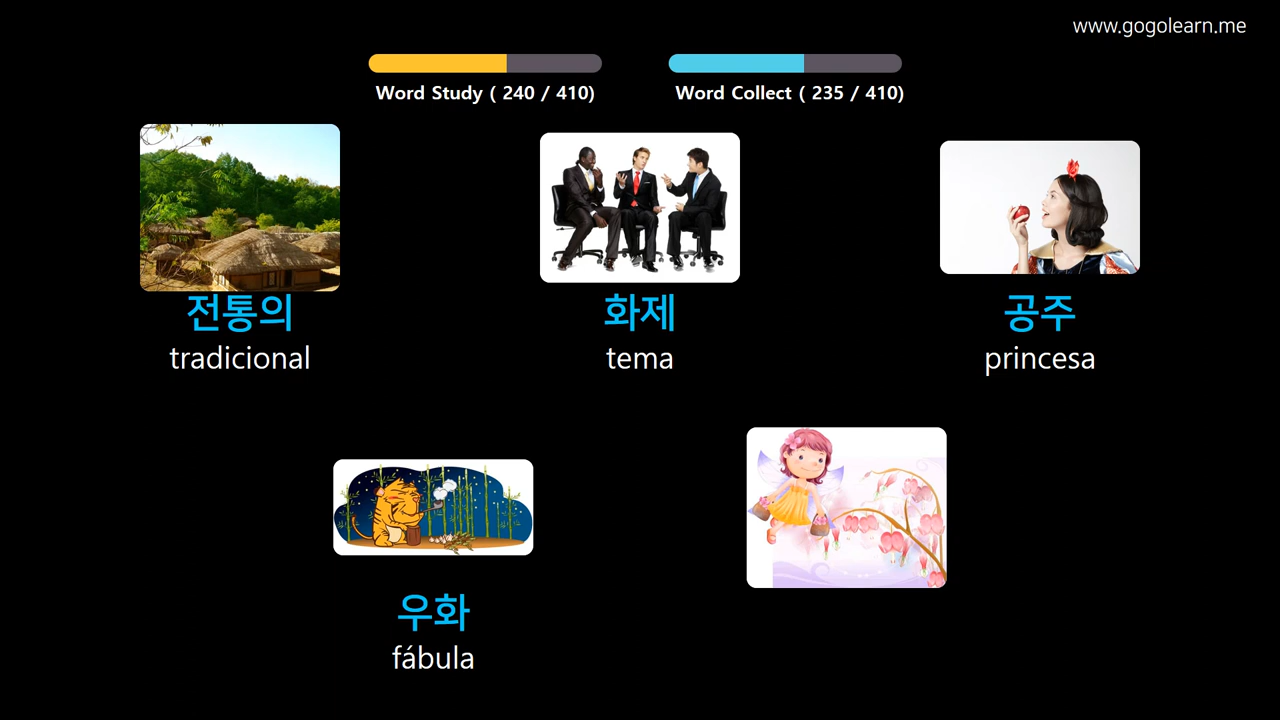 www.gogolearn.me
Word Study ( 240 / 410)
Word Collect ( 235 / 410)
전통의
tradicional
화제
tema
공주
princesa
우화
fábula